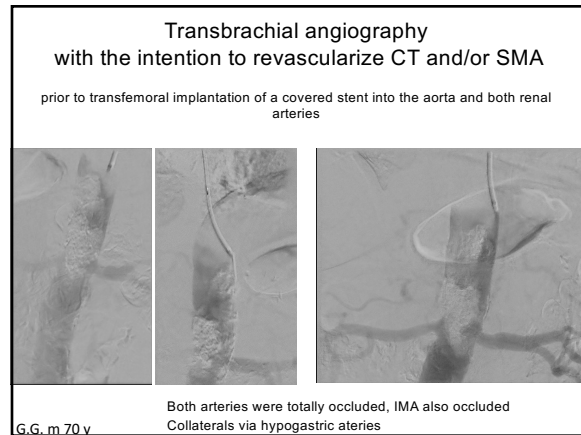 Transbrachial angiography
with the intention to revascularize CT and/or SMA
prior to transfemoral implantation of a covered stent into the aorta and both renal
arteries
Both arteries were totally occluded, IMA also occluded
Collaterals via hypogastric ateries
G.G. m 70 y